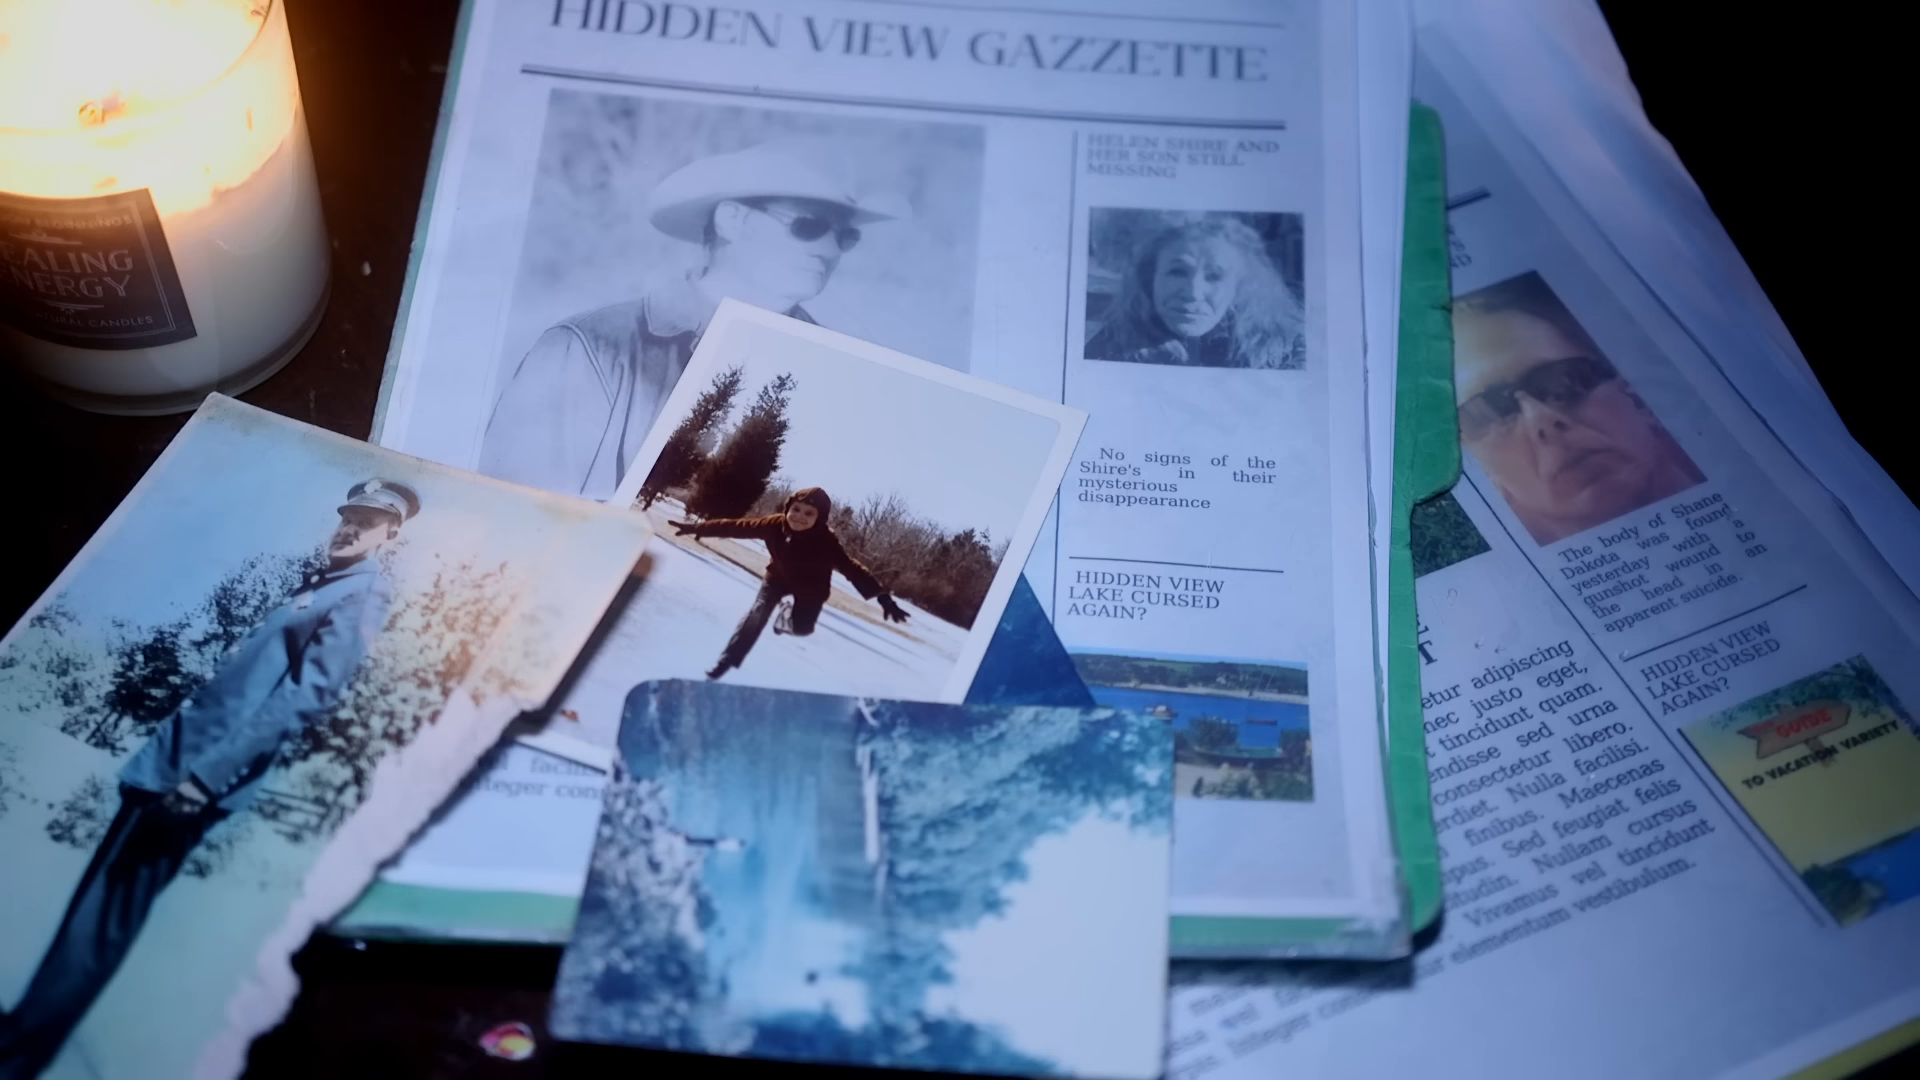 HIDDEN VIEW GAZZETTE
HELEN SHIRE AND
HER SON STILL
MISSING
No signs of the
Shire's in their
mysterious
disappearance
HIDDEN VIEW
LAKE CURSED
AGAIN?
EALING
NERGY
CANDLES
The body of Shane
Dakota was found
yesterday with a
gunshot wound to
the head in an
apparent suicide.
HIDDEN VIEW
LAKE CURSED
AGAIN?
GUIDE
TO VACATION VARIETY
etur adipiscing
nec justo eget,
tincidunt quam.
endisse sed urna
consectetur libero.
erdiet. Nulla facilisi.
finibus. Maecenas
pus. Sed feugiat felis
itudin. Nullam cursus
Vivamus vel tincidunt
elementum vestibulum.